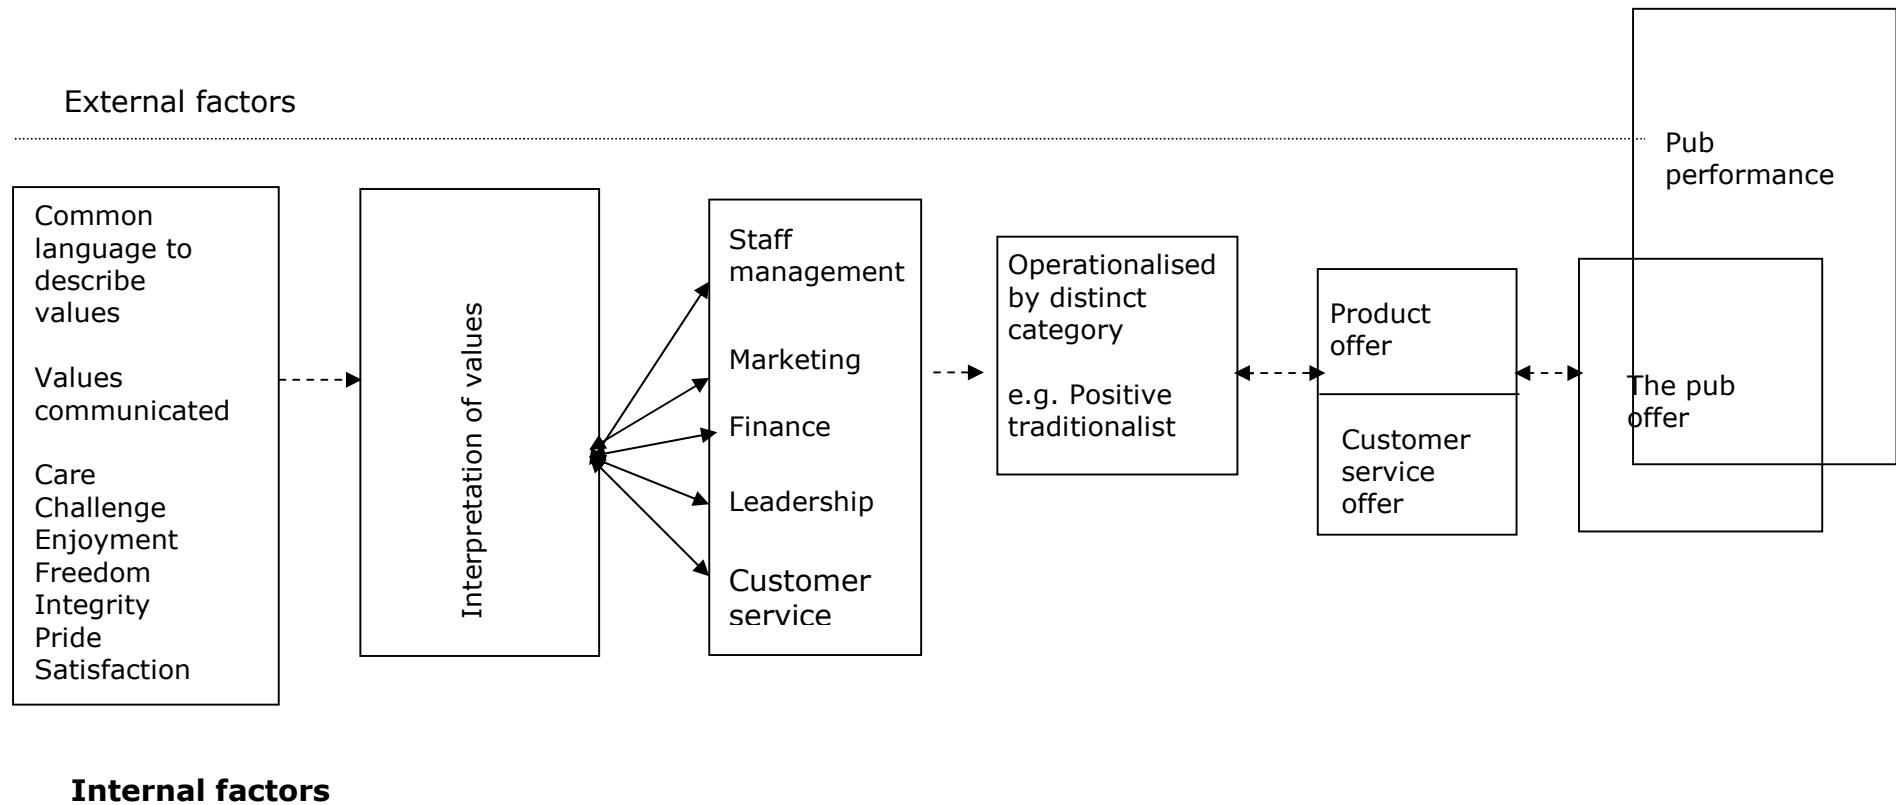 External factors
Pub
performance
Common
language to
describe
values
Values
communicated
Care
Challenge
Enjoyment
Freedom
Integrity
Pride
Satisfaction
Interpretation of values
Staff
management
Marketing
Finance
Leadership
Customer
service
Operationalised
by distinct
category
e.g. Positive
traditionalist
Product
offer
Customer
service
offer
The pub
offer
Internal factors